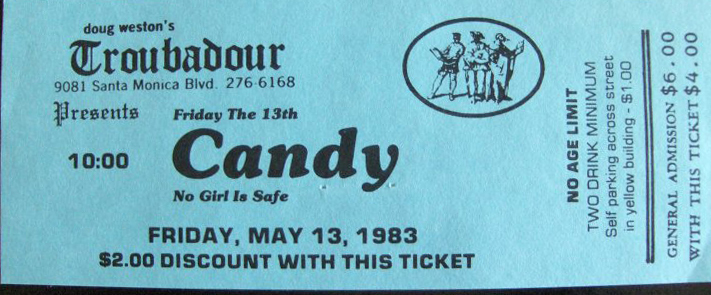 doug weston's
Troubadour
9081 Santa Monica Blvd. 276-6168
Presents
Friday The 13th
10:00
Candy
No Girl Is Safe
FRIDAY, MAY 13, 1983
$2.00 DISCOUNT WITH THIS TICKET
NO AGE LIMIT
TWO DRINK MINIMUM
Self parking across street
in yellow building - $1.00
GENERAL ADMISSION $6.00
WITH THIS TICKET $4.00